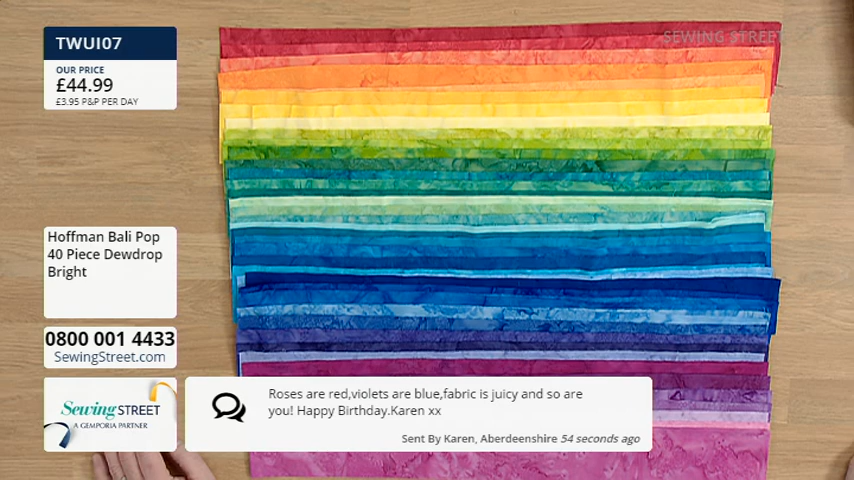 TWUI07
OUR PRICE
£44.99
£3.95 P&P PER DAY
SEWING STREET
Hoffman Bali Pop
40 Piece Dewdrop
Bright
0800 001 4433
SewingStreet.com
Sewing STREET
A GEMPORIA PARTNER
Roses are red,violets are blue,fabric is juicy and so are
you! Happy Birthday.Karen xx
Sent By Karen, Aberdeenshire 54 seconds ago